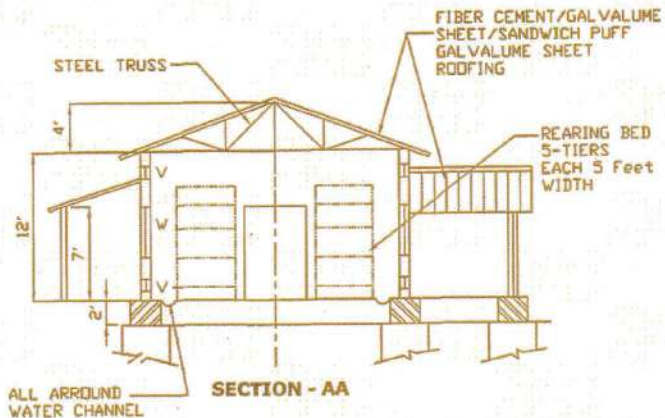 FIBER CEMENT/GALVALUME
SHEET/SANDWICH PUFF
GALVALUME SHEET
ROOFING
STEEL TRUSS
4'
REARING BED
5-TIERS
EACH 5 Feet
WIDTH
V
12'
W
7'
V
2'
ALL ARROUND
WATER CHANNEL
SECTION - AA